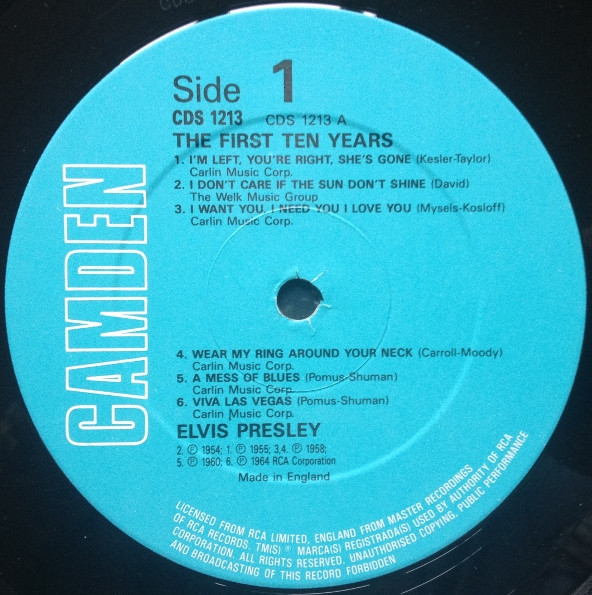 Side 1
CDS 1213 CDS 1213 A
THE FIRST TEN YEARS
1. I'M LEFT, YOU'RE RIGHT, SHE'S GONE (Kesler-Taylor)
Carlin Music Corp.
2. I DON'T CARE IF THE SUN DON'T SHINE (David)
The Welk Music Group
3. I WANT YOU, I NEED YOU I LOVE YOU (Mysels-Kosloff)
Carlin Music Corp.
CAMDEN
4. WEAR MY RING AROUND YOUR NECK (Carroll-Moody)
Carlin Music Corp.
5. A MESS OF BLUES (Pomus-Shuman)
Carlin Music Corp.
6. VIVA LAS VEGAS (Pomus-Shuman)
Carlin Music Corp.
ELVIS PRESLEY
2. ℗ 1954; 1. ℗ 1955; 3,4. ℗ 1958;
5. ℗ 1960; 6. ℗ 1964 RCA Corporation
Made in England
LICENSED FROM RCA LIMITED, ENGLAND FROM MASTER RECORDINGS
OF RCA RECORDS. TM(S) ® MARCA(S) REGISTRADA(S) USED BY AUTHORITY OF RCA
CORPORATION. ALL RIGHTS RESERVED. UNAUTHORISED COPYING, PUBLIC PERFORMANCE
AND BROADCASTING OF THIS RECORD FORBIDDEN